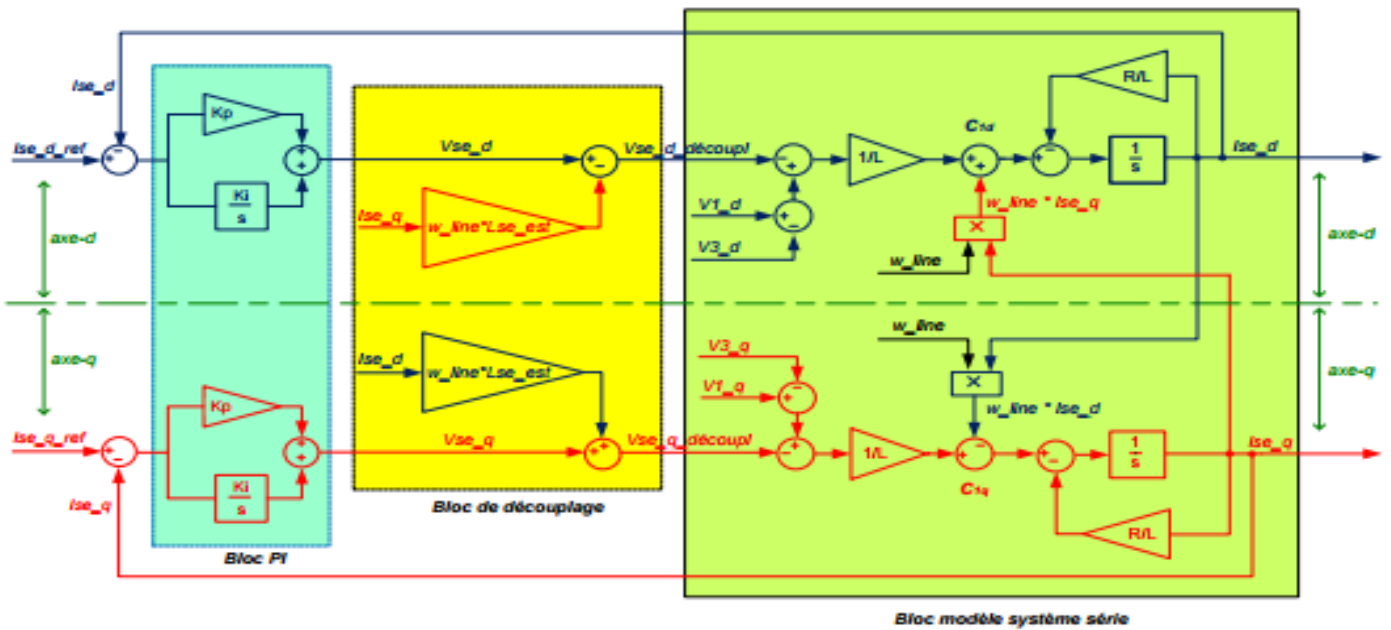 Ise_d
Ise_d_ref
Kp
Ki
s
Vse_d
Ise_q
w_line*Lse_est
Vse_d_découpl
V1_d
V3_d
1/L
C1d
R/L
1
s
Ise_d
w_line * Ise_q
×
w_line
axe-d
axe-d
axe-q
axe-q
w_line
×
w_line * Ise_d
Ise_d
w_line*Lse_est
V3_q
V1_q
Ise_q_ref
Kp
Ki
s
Ise_q
Vse_q
Vse_q_découpl
1/L
C1q
1
s
R/L
Ise_q
Bloc de découplage
Bloc PI
Bloc modèle système série